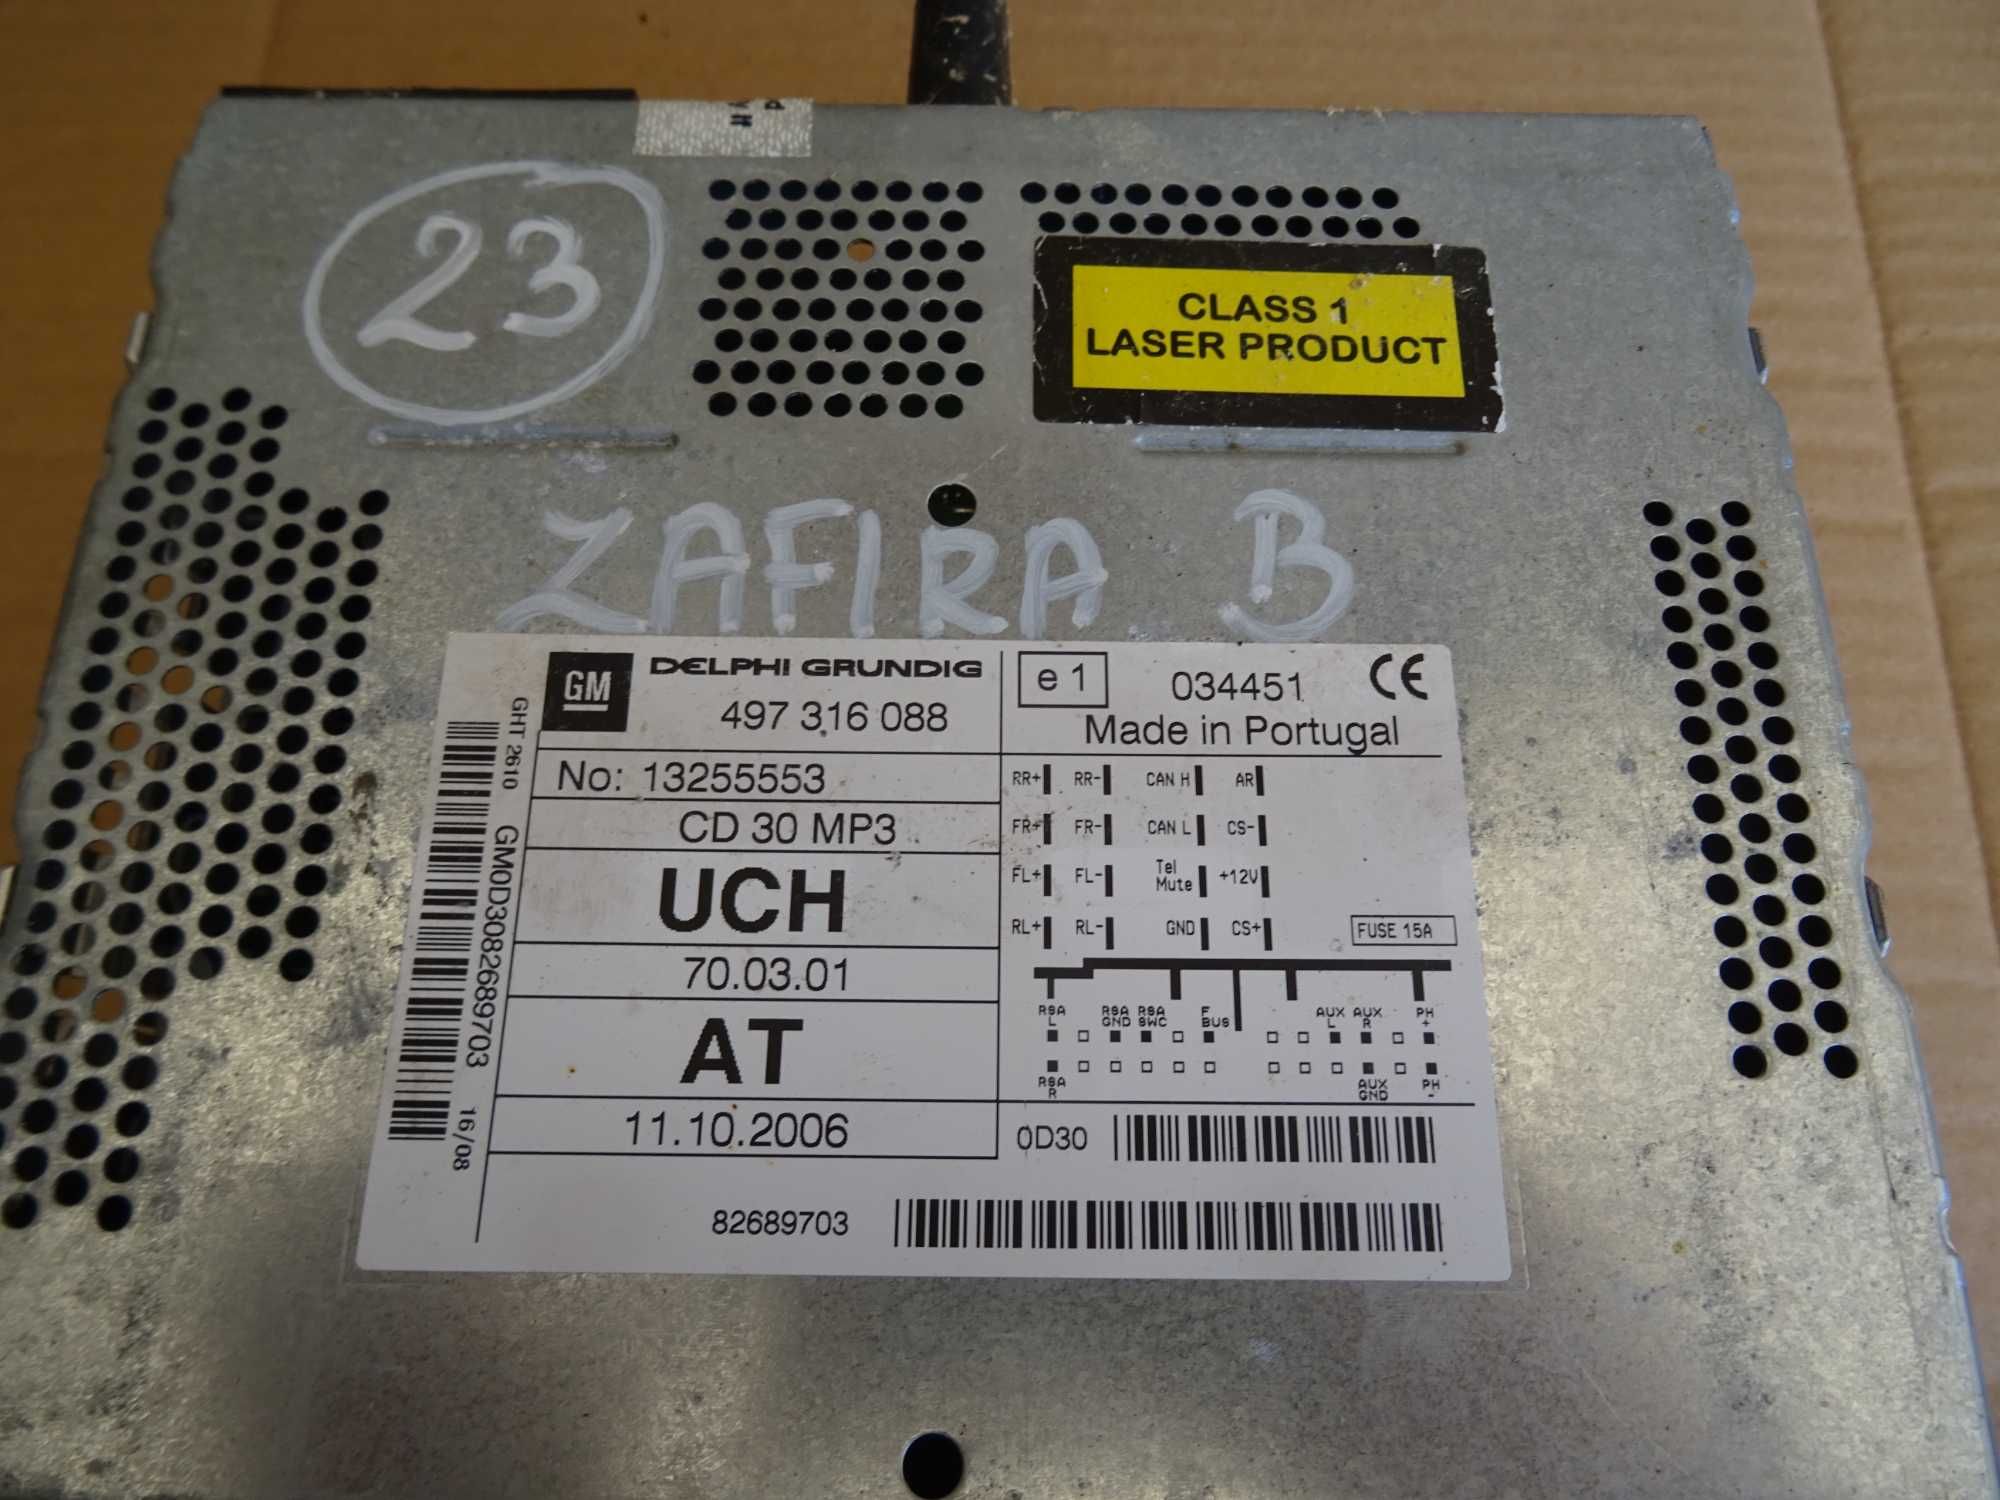 23
CLASS 1
LASER PRODUCT
ZAFIRA B
GM
DELPHI GRUNDIG
497 316 088
No: 13255553
CD 30 MP3
UCH
70.03.01
AT
11.10.2006
e 1
034451
CE
Made in Portugal
RR+ RR- CAN H AR
FR+ FR- CAN L CS-
FL+ FL- Tel Mute +12V
RL+ RL- GND CS+
FUSE 15A
RSA L RSA GND RSA SWC F BUS AUX L AUX R PH +
RSA R AUX GND PH -
0D30
82689703
GHT 2610 GM0D3082689703 16/08